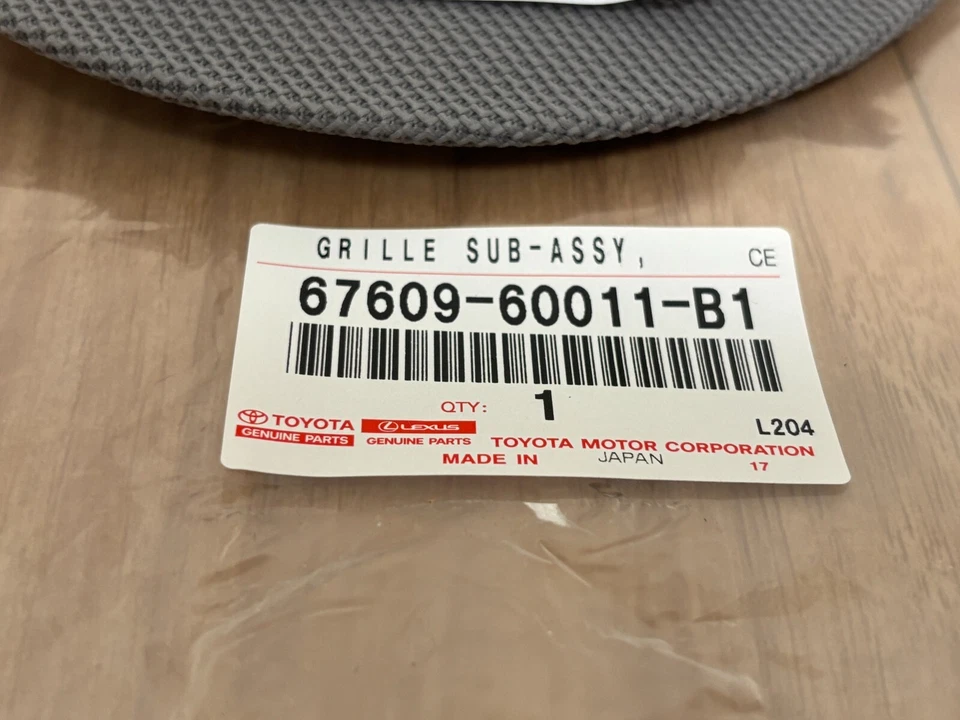 GRILLE SUB-ASSY,
CE
67609-60011-B1
QTY: 1
L204
TOYOTA
GENUINE PARTS
LEXUS
GENUINE PARTS
TOYOTA MOTOR CORPORATION
MADE IN JAPAN
17